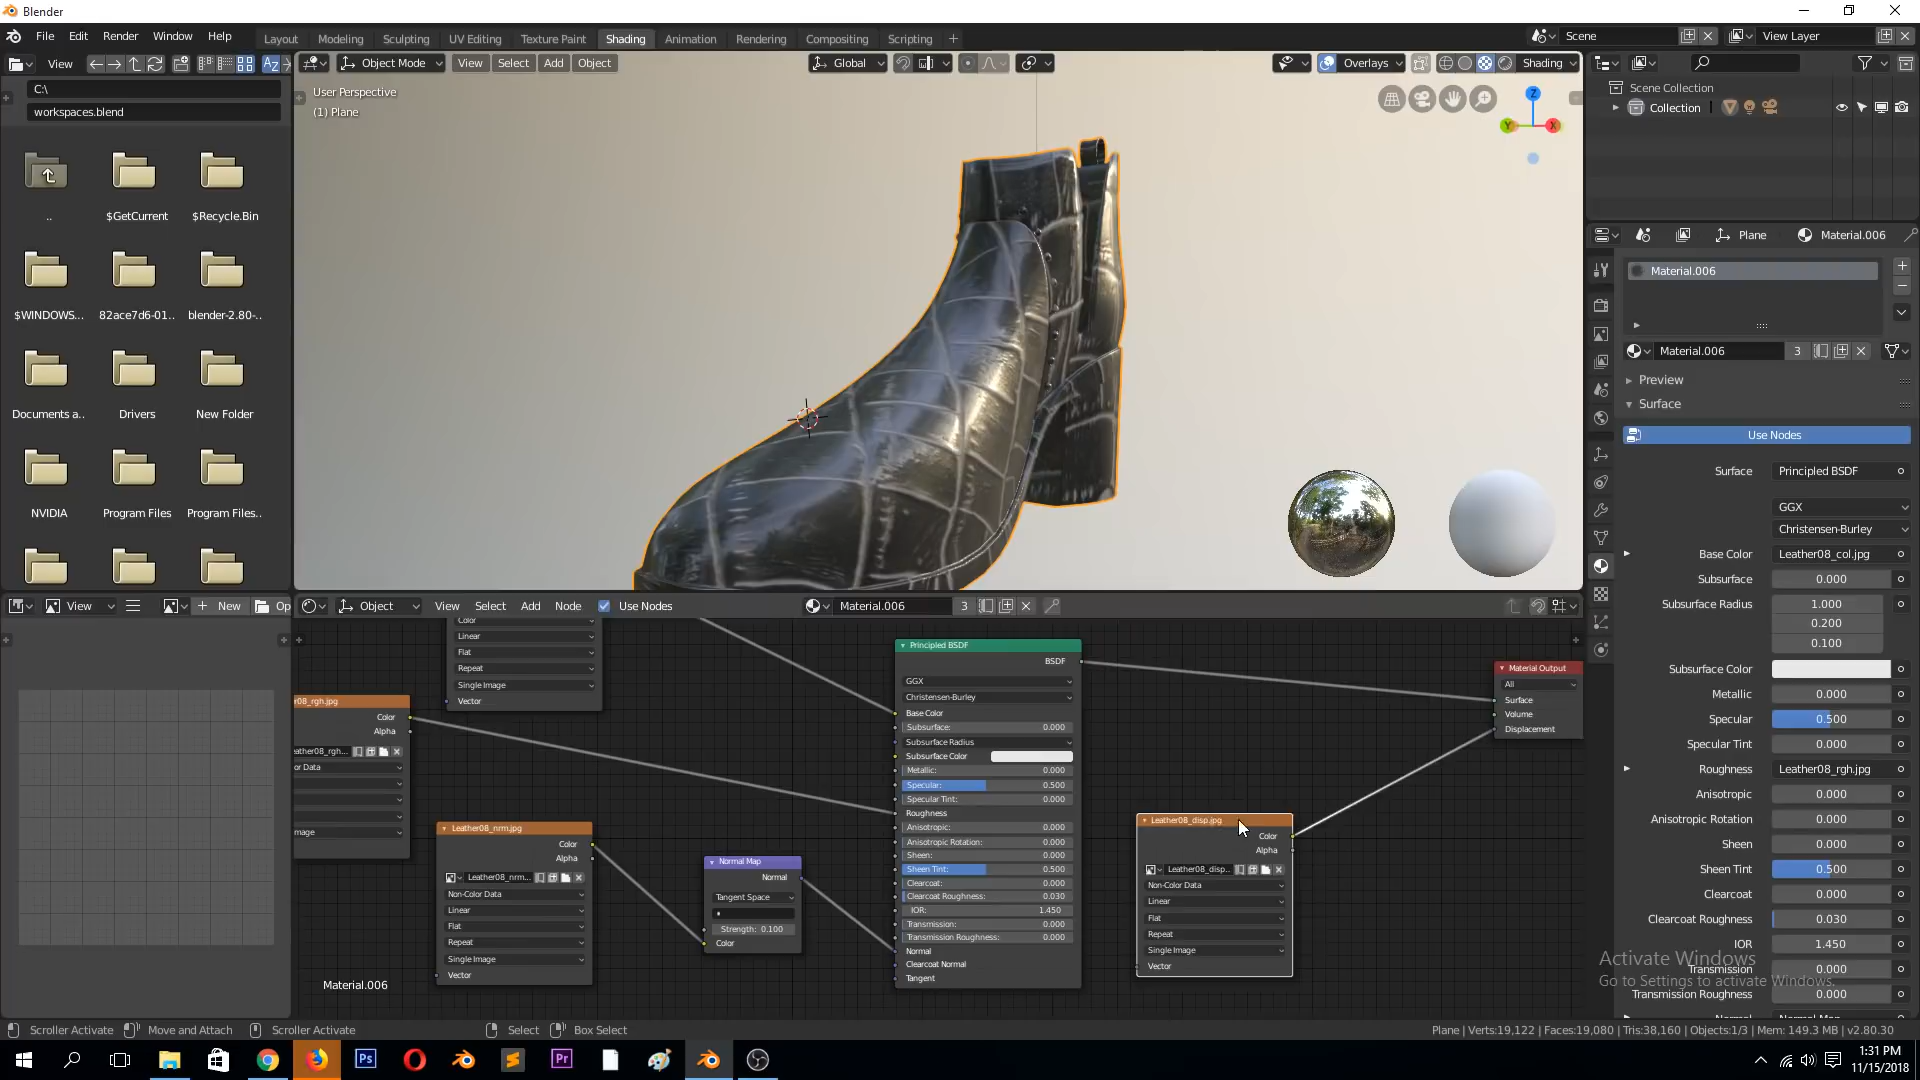 Blender
File Edit Render Window Help
Layout Modeling Sculpting UV Editing Texture Paint Shading Animation Rendering Compositing Scripting +
Scene
View Layer
View
Object Mode View Select Add Object
Global
Overlays
Shading
C:\
workspaces.blend
User Perspective
(1) Plane
Z
Y
X
Scene Collection
Collection
..
$GetCurrent
$Recycle.Bin
$WINDOWS...
82ace7d6-01..
blender-2.80-..
Documents a..
Drivers
New Folder
NVIDIA
Program Files
Program Files..
Plane
Material.006
Material.006
Material.006
3
Preview
Surface
Use Nodes
Surface
Principled BSDF
GGX
Christensen-Burley
Base Color
Leather08_col.jpg
Subsurface
0.000
Subsurface Radius
1.000
0.200
0.100
Subsurface Color
Metallic
0.000
Specular
0.500
Specular Tint
0.000
Roughness
Leather08_rgh.jpg
Anisotropic
0.000
Anisotropic Rotation
0.000
Sheen
0.000
Sheen Tint
0.500
Clearcoat
0.000
Clearcoat Roughness
0.030
IOR
1.450
Transmission
0.000
Transmission Roughness
0.000
Activate Windows
Go to Settings to activate Windows.
View
New
Op
Object
View Select Add Node Use Nodes
Material.006
3
Color
Linear
Flat
Repeat
Single Image
Vector
r08_rgh.jpg
Color
Alpha
eather08_rgh...
or Data
mage
Leather08_nrm.jpg
Color
Alpha
Leather08_nrm...
Non-Color Data
Linear
Flat
Repeat
Single Image
Vector
Normal Map
Normal
Tangent Space
Strength: 0.100
Color
Principled BSDF
BSDF
GGX
Christensen-Burley
Base Color
Subsurface: 0.000
Subsurface Radius
Subsurface Color
Metallic: 0.000
Specular: 0.500
Specular Tint: 0.000
Roughness
Anisotropic: 0.000
Anisotropic Rotation: 0.000
Sheen: 0.000
Sheen Tint: 0.500
Clearcoat: 0.000
Clearcoat Roughness: 0.030
IOR: 1.450
Transmission: 0.000
Transmission Roughness: 0.000
Normal
Clearcoat Normal
Tangent
Leather08_disp.jpg
Color
Alpha
Leather08_disp..
Non-Color Data
Linear
Flat
Repeat
Single Image
Vector
Material Output
All
Surface
Volume
Displacement
Material.006
Scroller Activate
Move and Attach
Scroller Activate
Select
Box Select
Plane | Verts:19,122 | Faces:19,080 | Tris:38,160 | Objects:1/3 | Mem: 149.3 MB | v2.80.30
Ps
Pr
1:31 PM
11/15/2018